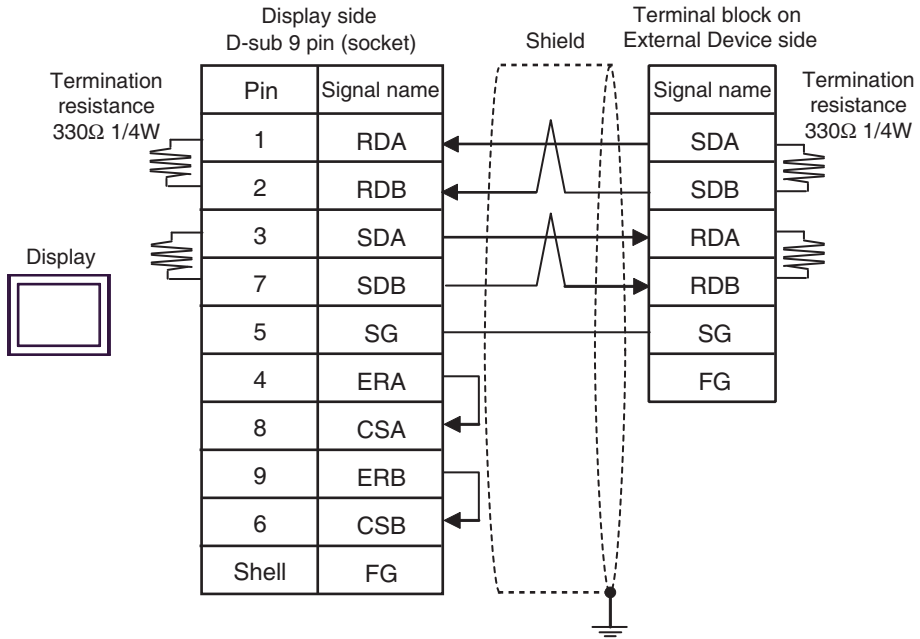 Display side
D-sub 9 pin (socket)
Shield
Terminal block on
External Device side
Termination
resistance
330Ω 1/4W
Pin Signal name
Signal name
Termination
resistance
330Ω 1/4W
1 RDA SDA
2 RDB SDB
3 SDA RDA
Display
7 SDB RDB
5 SG SG
4 ERA FG
8 CSA
9 ERB
6 CSB
Shell FG